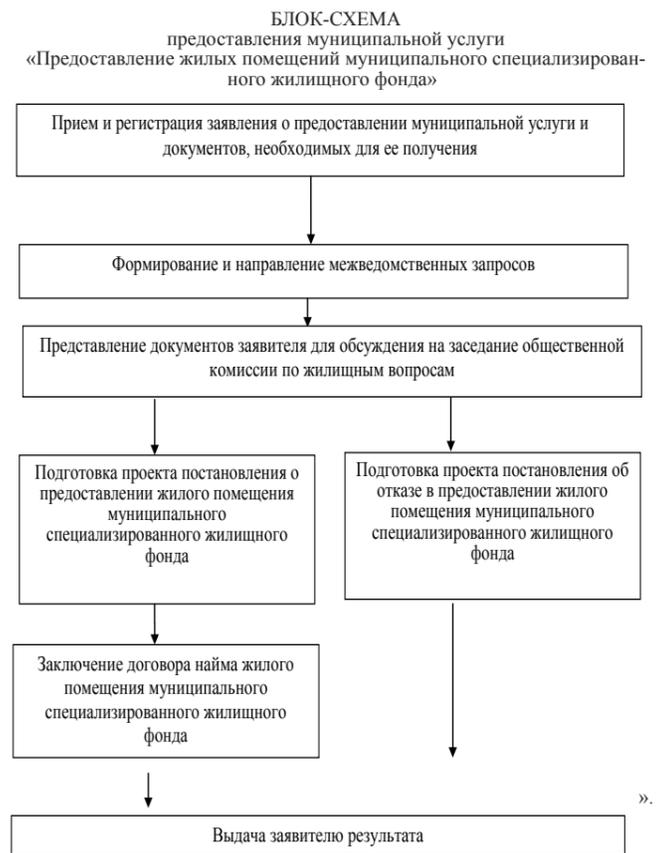 БЛОК-СХЕМА
предоставления муниципальной услуги
«Предоставление жилых помещений муниципального специализирован-
ного жилищного фонда»
Прием и регистрация заявления о предоставлении муниципальной услуги и
документов, необходимых для ее получения
Формирование и направление межведомственных запросов
Представление документов заявителя для обсуждения на заседание общественной
комиссии по жилищным вопросам
Подготовка проекта постановления о
предоставлении жилого помещения
муниципального
специализированного жилищного
фонда
Подготовка проекта постановления об
отказе в предоставлении жилого
помещения муниципального
специализированного жилищного
фонда
Заключение договора найма жилого
помещения муниципального
специализированного жилищного
фонда
».
Выдача заявителю результата